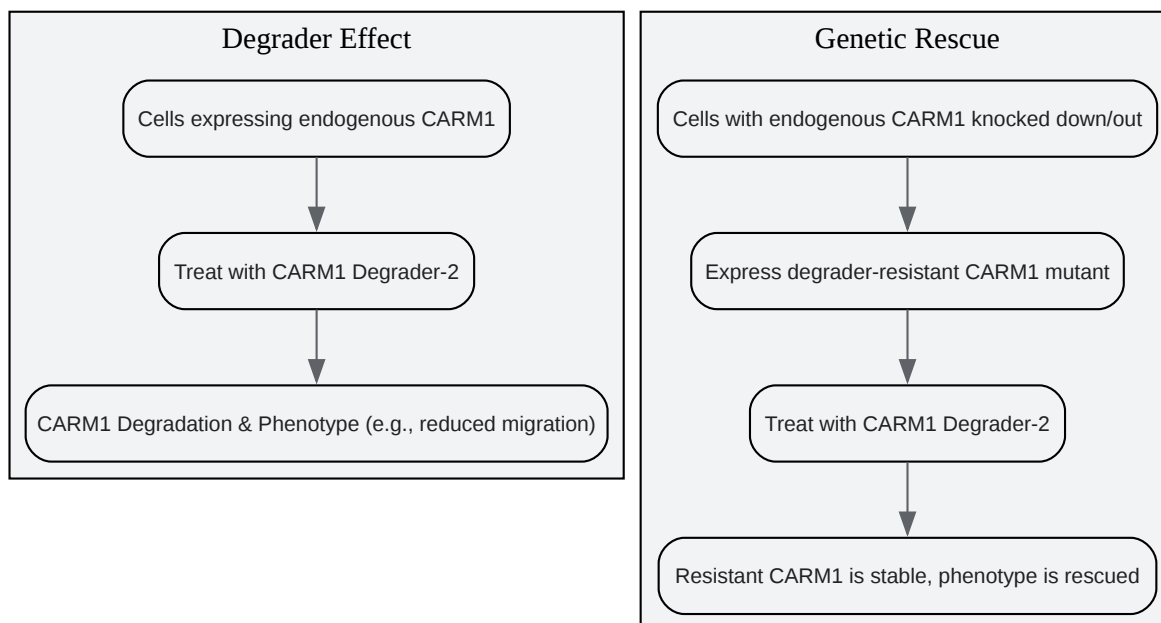 Degrader Effect
Cells expressing endogenous CARM1
Treat with CARM1 Degrader-2
CARM1 Degradation & Phenotype (e.g., reduced migration)
Genetic Rescue
Cells with endogenous CARM1 knocked down/out
Express degrader-resistant CARM1 mutant
Treat with CARM1 Degrader-2
Resistant CARM1 is stable, phenotype is rescued